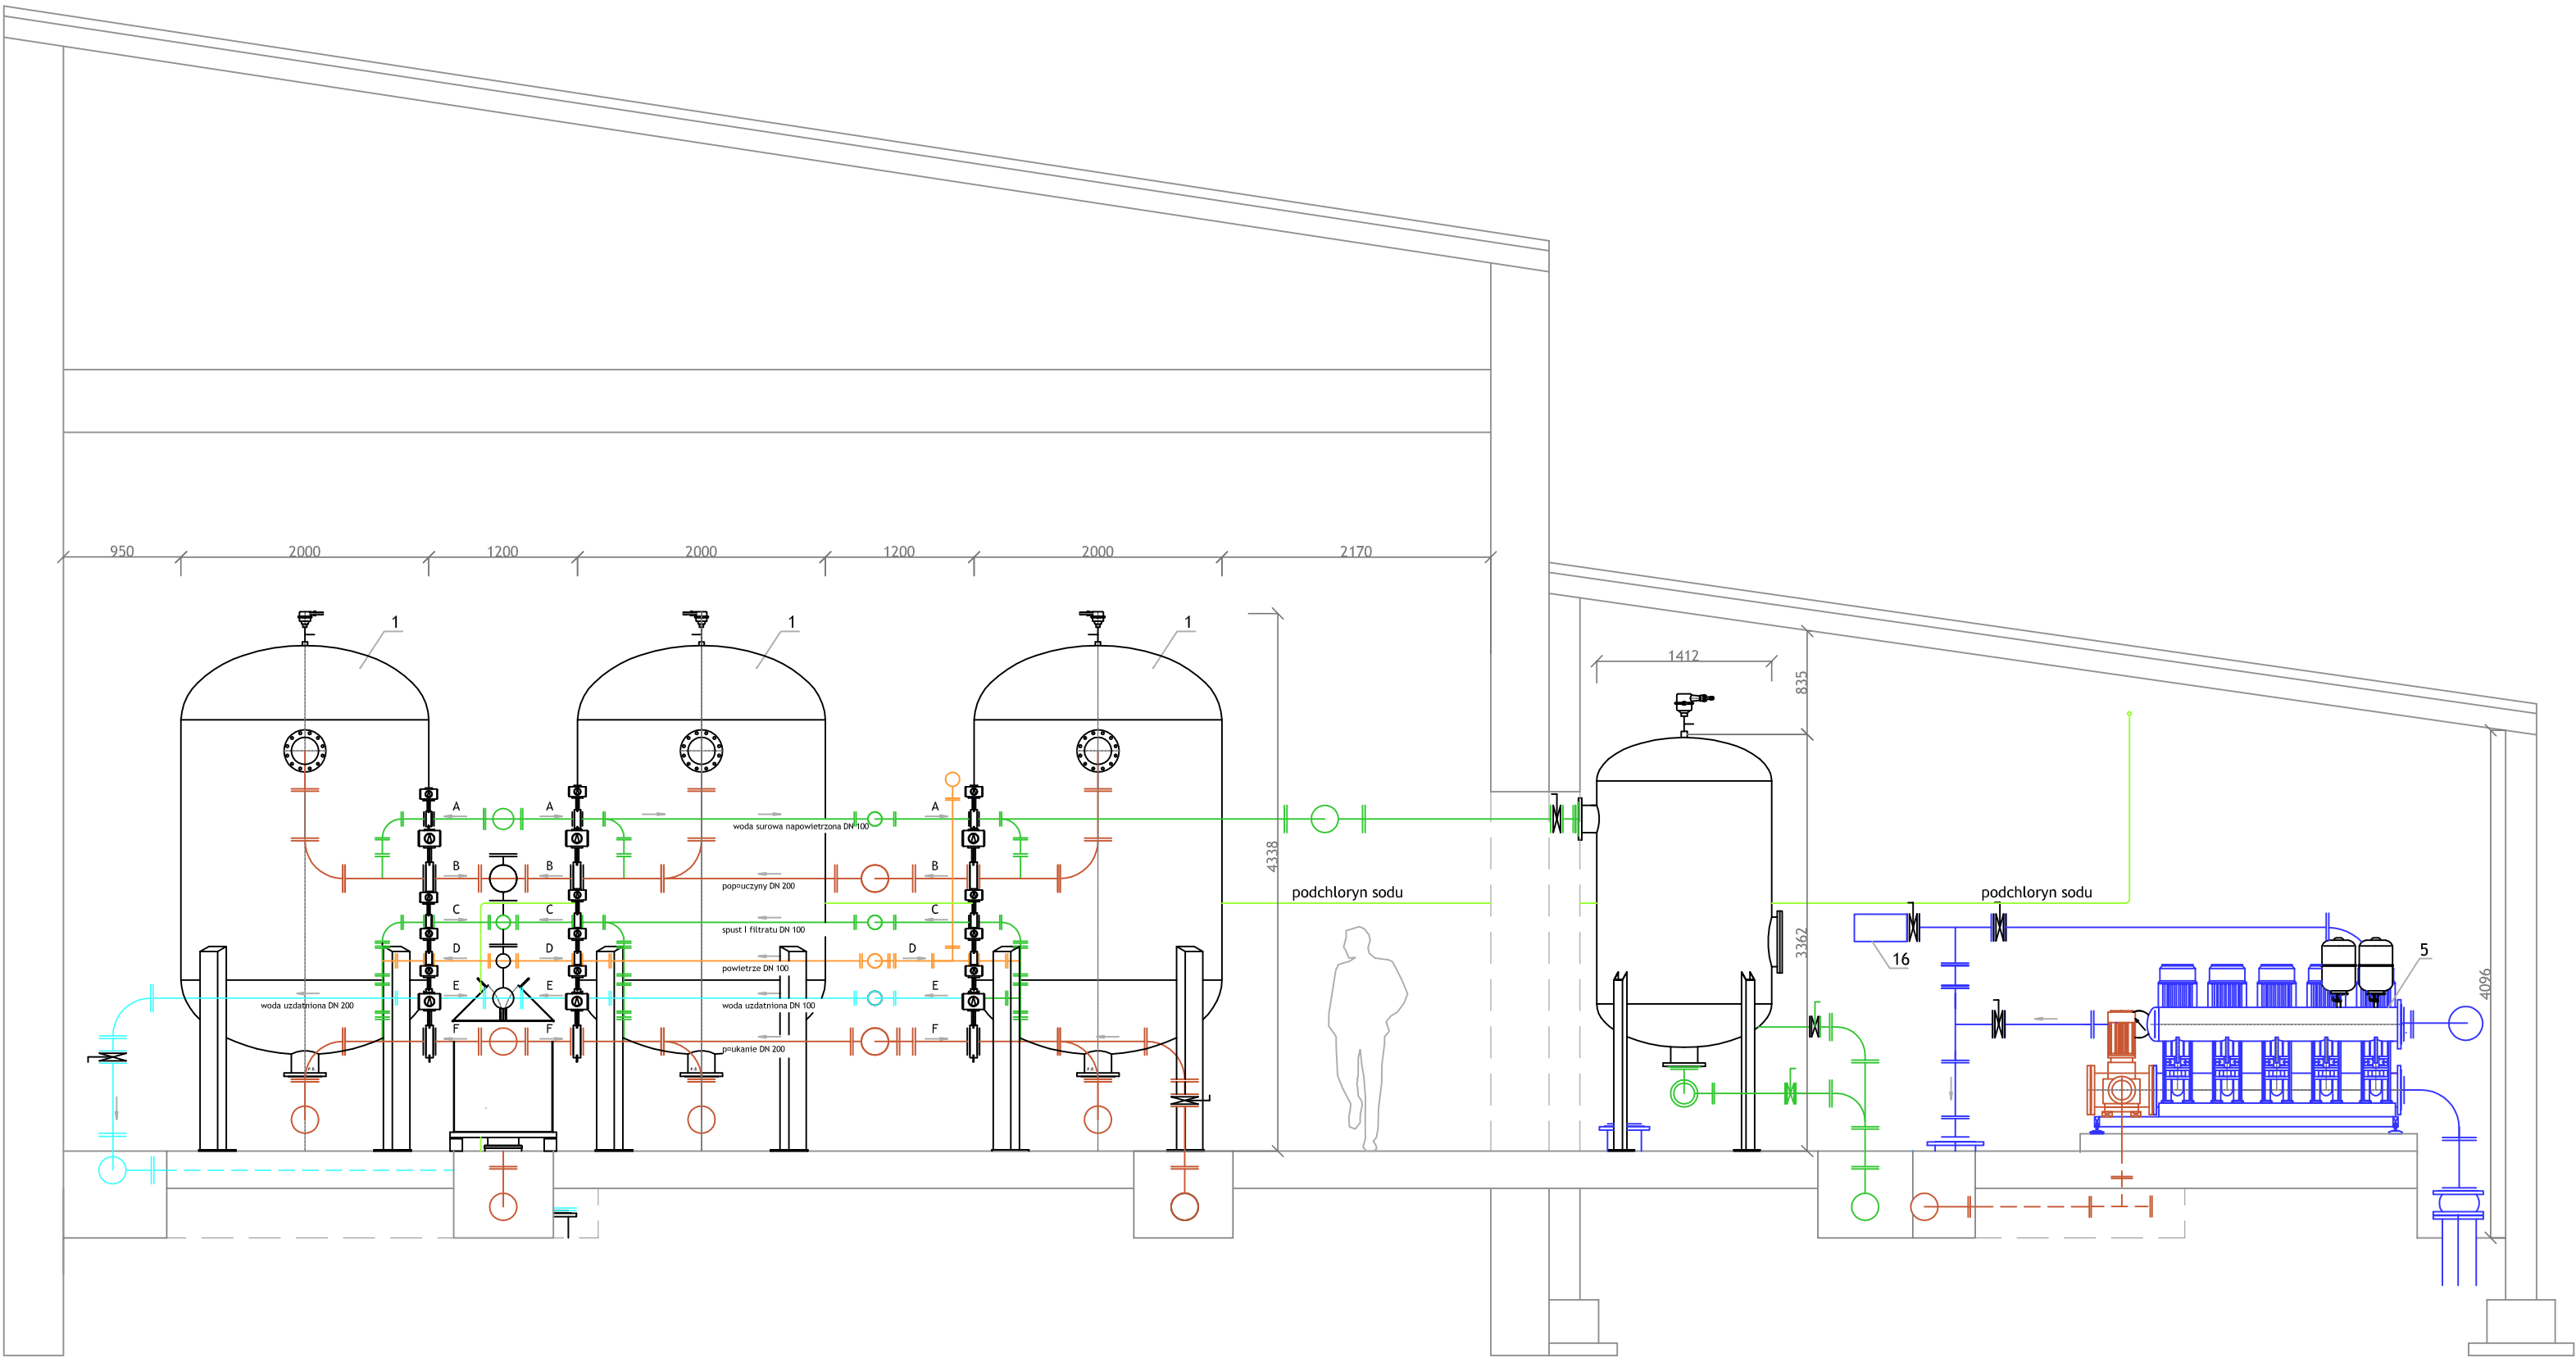 950 2000 1200 2000 1200 2000 2170
1 1 1
1412
835
A A A
woda surowa napowietrzona DN 100
4338
B B B
popłuczyny DN 200
podchloryn sodu podchloryn sodu
C C C
spust I filtratu DN 100
3362
D D D
5
16
powietrze DN 100
4096
E E E
woda uzdatniona DN 200 woda uzdatniona DN 100
F F F
płukanie DN 200